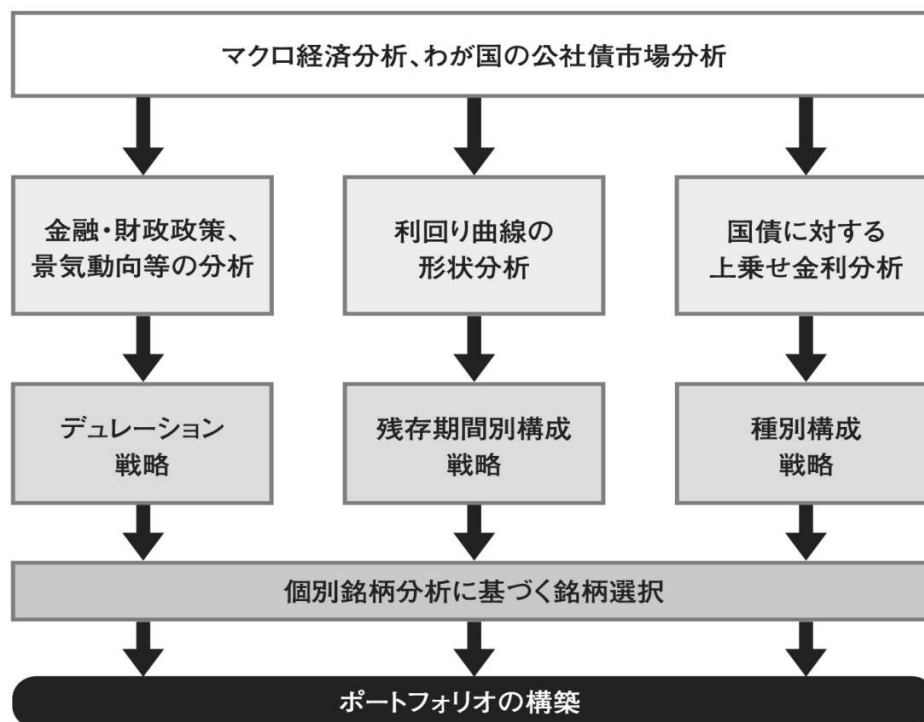 マクロ経済分析、わが国の公社債市場分析
金融・財政政策、
景気動向等の分析
利回り曲線の
形状分析
国債に対する
上乗せ金利分析
デュレーション
戦略
残存期間別構成
戦略
種別構成
戦略
個別銘柄分析に基づく銘柄選択
ポートフォリオの構築